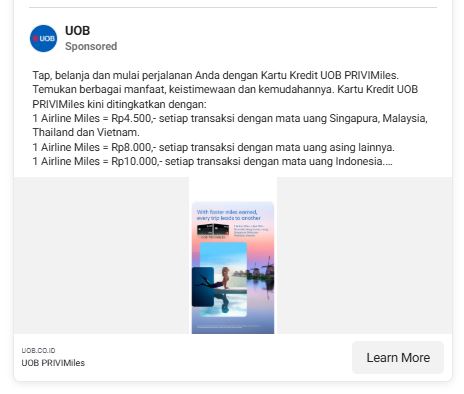 UOB
UOB
Sponsored
Tap, belanja dan mulai perjalanan Anda dengan Kartu Kredit UOB PRIVIMiles.
Temukan berbagai manfaat, keistimewaan dan kemudahannya. Kartu Kredit UOB
PRIVIMiles kini ditingkatkan dengan:
1 Airline Miles = Rp4.500,- setiap transaksi dengan mata uang Singapura, Malaysia,
Thailand dan Vietnam.
1 Airline Miles = Rp8.000,- setiap transaksi dengan mata uang asing lainnya.
1 Airline Miles = Rp10.000,- setiap transaksi dengan mata uang Indonesia....
With faster miles earned,
every trip leads to another
UOB PRIVIMILES
UOB.CO.ID
UOB PRIVIMiles
Learn More